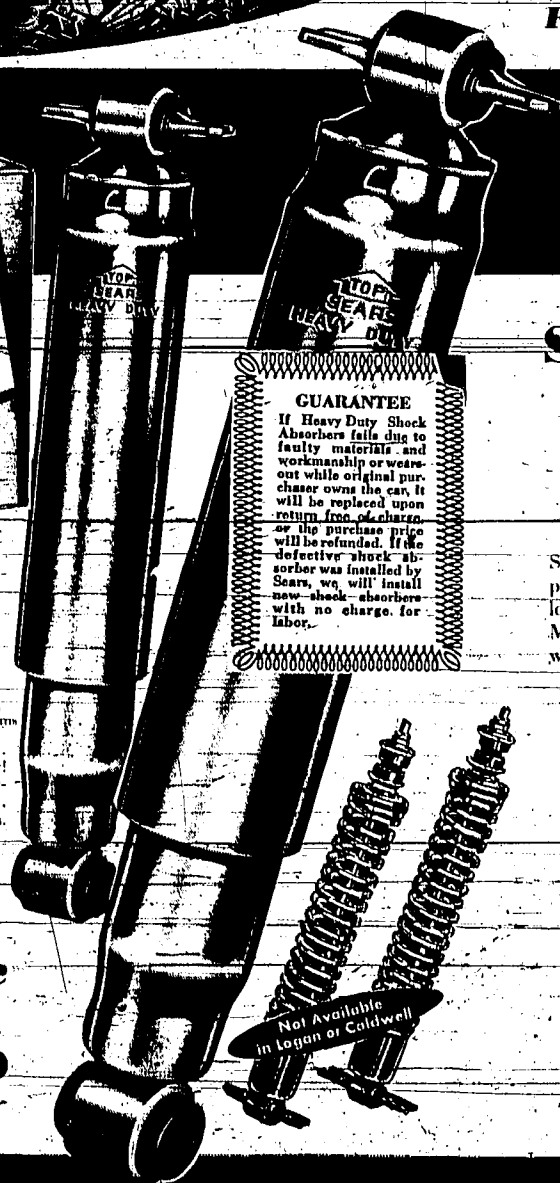 TOP
SEARS
HEAVY DUTY
TOP
SEARS
HEAVY DUTY
GUARANTEE
If Heavy Duty Shock
Absorbers fails due to
faulty materials and
workmanship or wears-
out while original pur-
chaser owns the car, it
will be replaced upon
return free of charge,
or the purchase price
will be refunded. If the
defective shock ab-
sorber was installed by
Sears, we will install
new shock absorbers
with no charge for
labor.
Not Available
in Logan or Caldwell